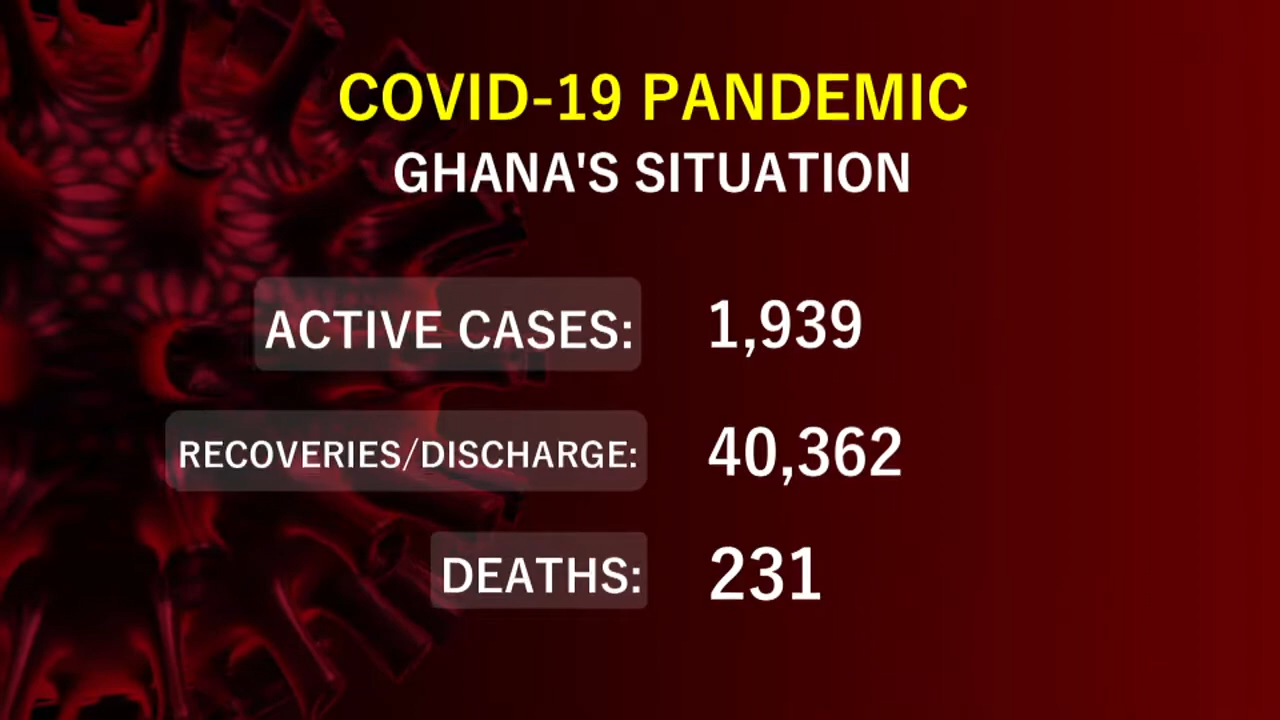 COVID-19 PANDEMIC
GHANA'S SITUATION
ACTIVE CASES: 1,939
RECOVERIES/DISCHARGE: 40,362
DEATHS: 231